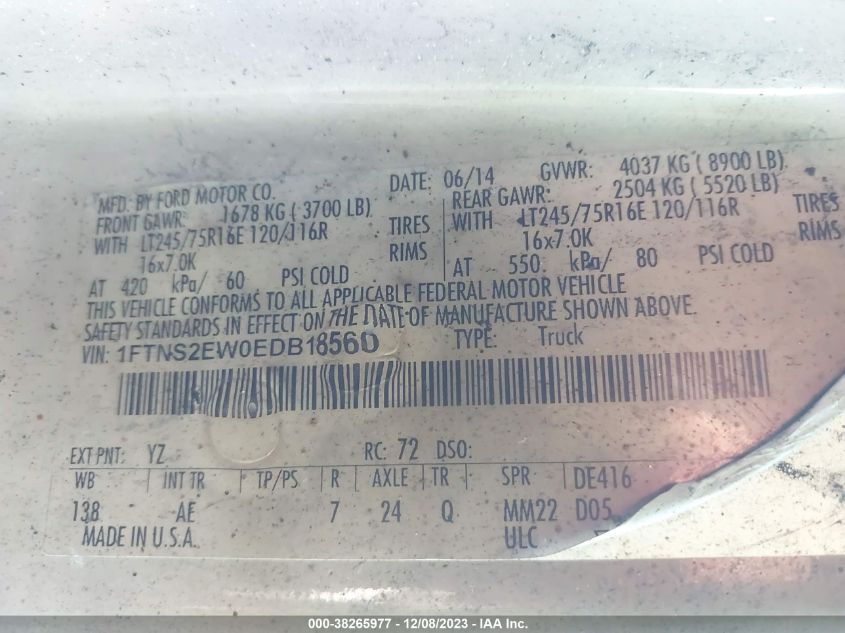 MFD. BY FORD MOTOR CO. DATE: 06/14 GVWR: 4037 KG ( 8900 LB)
FRONT GAWR: 1678 KG ( 3700 LB) REAR GAWR: 2504 KG ( 5520 LB)
WITH LT245/75R16E 120/116R TIRES WITH LT245/75R16E 120/116R TIRES
16x7.0K RIMS 16x7.0K RIMS
AT 420 kPa/ 60 PSI COLD AT 550 kPa/ 80 PSI COLD
THIS VEHICLE CONFORMS TO ALL APPLICABLE FEDERAL MOTOR VEHICLE
SAFETY STANDARDS IN EFFECT ON THE DATE OF MANUFACTURE SHOWN ABOVE.
VIN: 1FTNS2EW0EDB18560 TYPE: Truck
EXT PNT: YZ RC: 72 DSO:
WB INT TR TP/PS R AXLE TR SPR DE416
138 AE 7 24 Q MM22 D05
MADE IN U.S.A. ULC
000-38265977 - 12/08/2023 - IAA Inc.